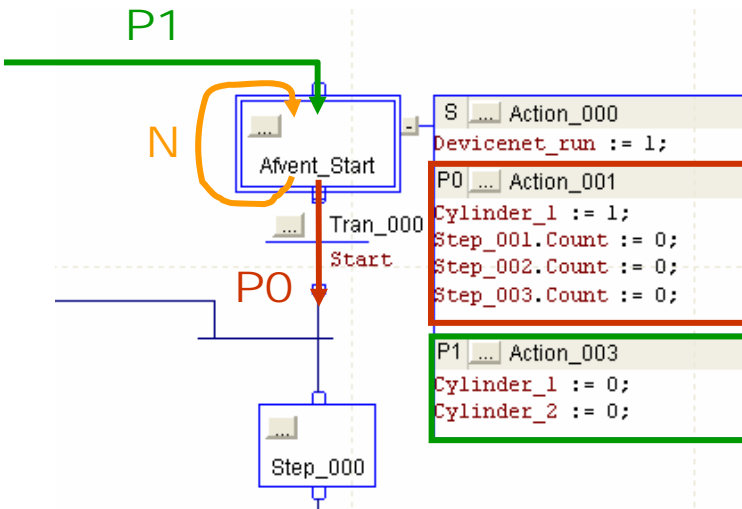 P1
N
...
Afvent_Start
-
S ... Action_000
Devicenet_run := 1;
P0 ... Action_001
Cylinder_1 := 1;
Step_001.Count := 0;
Step_002.Count := 0;
Step_003.Count := 0;
... Tran_000
Start
P0
P1 ... Action_003
Cylinder_1 := 0;
Cylinder_2 := 0;
...
Step_000